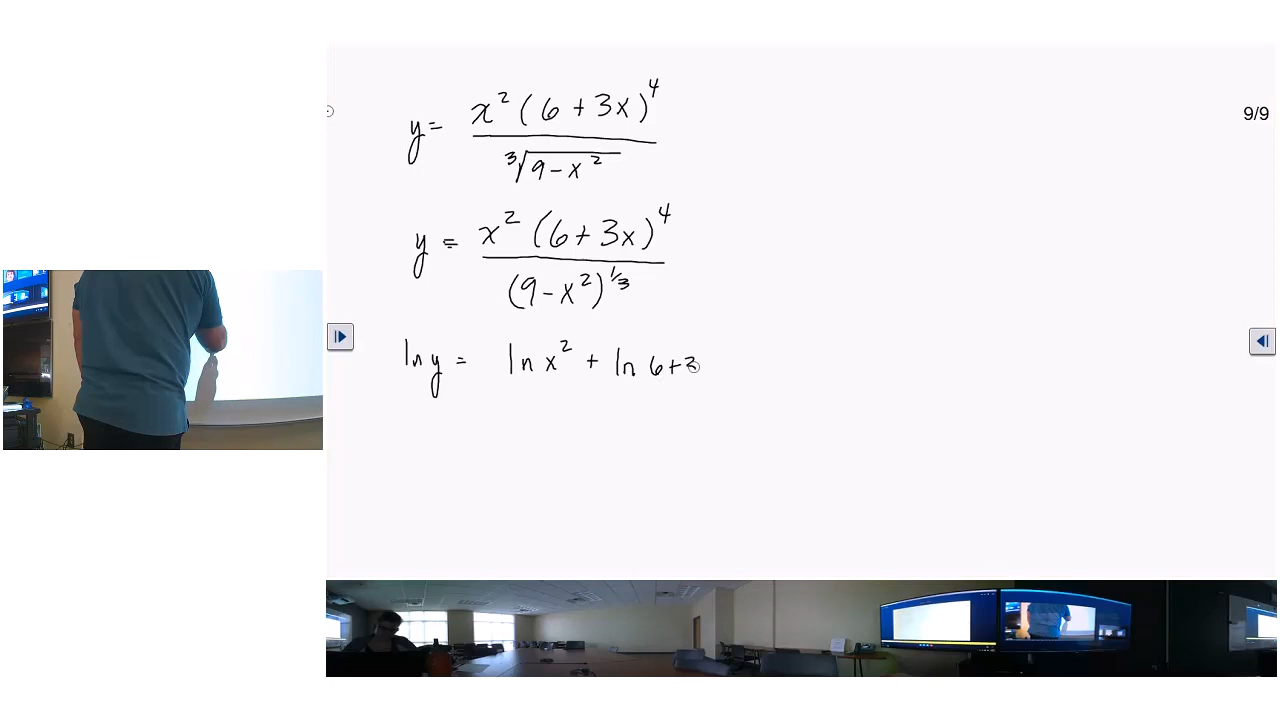 y = x² (6 + 3x)⁴ / ³√(9 - x²)
9/9
y = x² (6 + 3x)⁴ / (9 - x²)^⅓
ln y = ln x² + ln 6 + 3